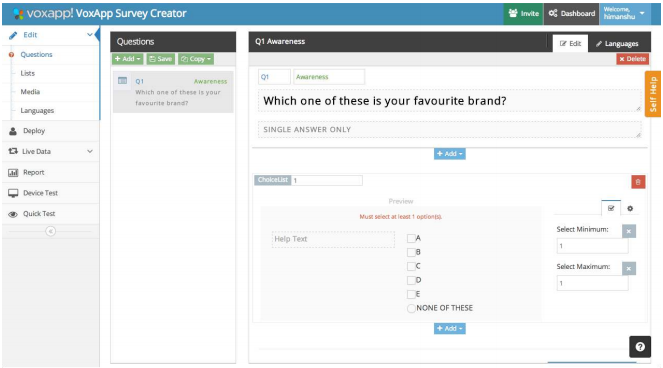 voxapp! VoxApp Survey Creator
Invite
Dashboard
Welcome,
himanshu
Edit
Questions
Lists
Media
Languages
Deploy
Live Data
Report
Device Test
Quick Test
Questions
+ Add
Save
Copy
Q1 Awareness
Which one of these is your
favourite brand?
Q1 Awareness
Edit
Languages
× Delete
Q1 Awareness
Which one of these is your favourite brand?
SINGLE ANSWER ONLY
+ Add
ChoiceList 1
Preview
Must select at least 1 option(s).
Help Text
A
B
C
D
E
NONE OF THESE
Select Minimum:
1
Select Maximum:
1
+ Add
Self Help